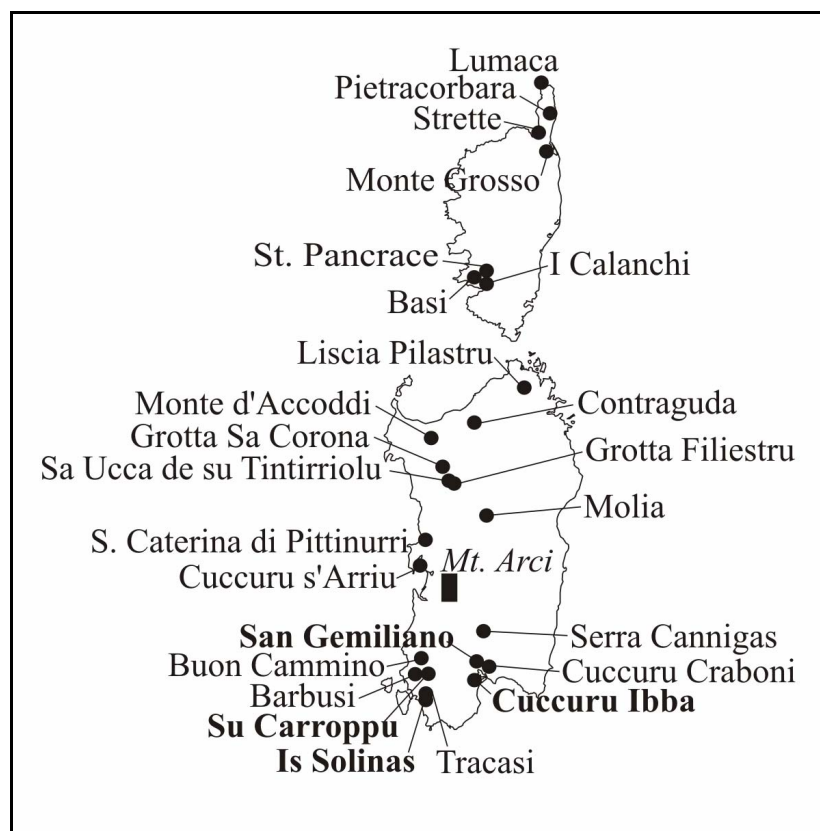 Lumaca
Pietracorbara
Strette
Monte Grosso
St. Pancrace
I Calanchi
Basi
Liscia Pilastru
Monte d'Accoddi
Contraguda
Grotta Sa Corona
Grotta Filiestru
Sa Ucca de su Tintirriolu
Molia
S. Caterina di Pittinurri
Mt. Arci
Cuccuru s'Arriu
San Gemiliano
Serra Cannigas
Buon Cammino
Cuccuru Craboni
Barbusi
Cuccuru Ibba
Su Carroppu
Is Solinas
Tracasi